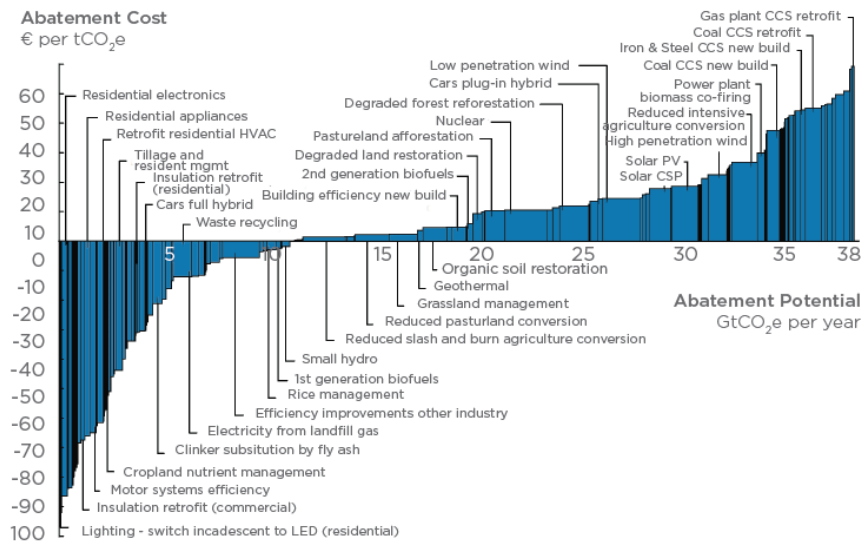 Abatement Cost
€ per tCO2e
60
50
40
30
20
10
0
-10
-20
-30
-40
-50
-60
-70
-80
-90
100
Residential electronics
Residential appliances
Retrofit residential HVAC
Tillage and
resident mgmt
Insulation retrofit
(residential)
Cars full hybrid
Waste recycling
Low penetration wind
Cars plug-in hybrid
Degraded forest reforestation
Nuclear
Pastureland afforestation
Degraded land restoration
2nd generation biofuels
Building efficiency new build
Gas plant CCS retrofit
Coal CCS retrofit
Iron & Steel CCS new build
Coal CCS new build
Power plant
biomass co-firing
Reduced intensive
agriculture conversion
High penetration wind
Solar PV
Solar CSP
5 10 15 20 25 30 35 38
Organic soil restoration
Geothermal
Grassland management
Reduced pasturland conversion
Reduced slash and burn agriculture conversion
Small hydro
1st generation biofuels
Rice management
Efficiency improvements other industry
Electricity from landfill gas
Clinker subsitution by fly ash
Cropland nutrient management
Motor systems efficiency
Insulation retrofit (commercial)
Lighting - switch incadescent to LED (residential)
Abatement Potential
GtCO2e per year